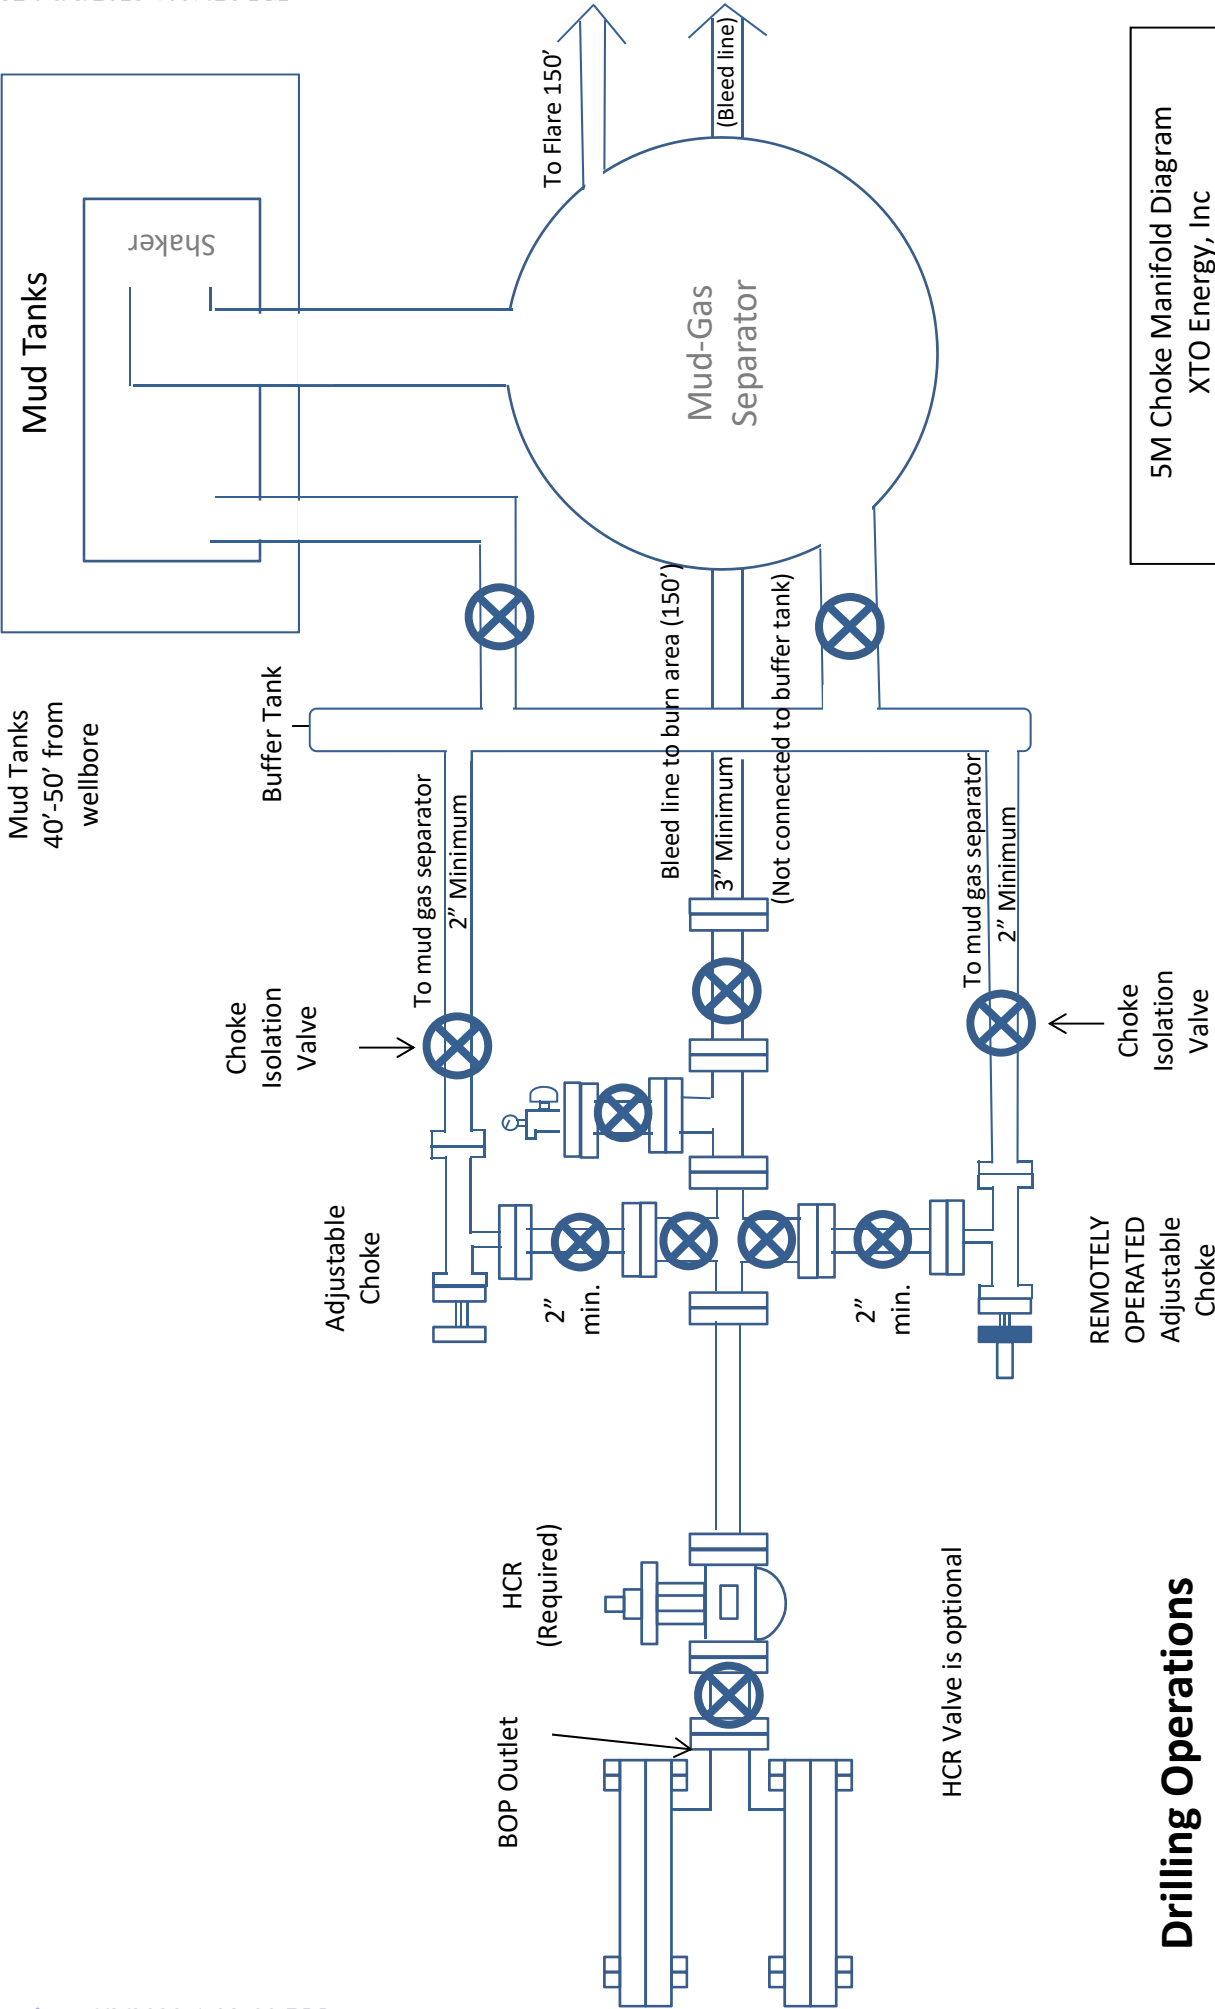 Mud Tanks
40’-50’ from
wellbore
Mud Tanks
Shaker
Buffer Tank
Choke
Isolation
Valve
To mud gas separator
2” Minimum
Adjustable
Choke
To Flare 150’
(Bleed line)
Mud-Gas
Separator
Bleed line to burn area (150’)
3” Minimum
(Not connected to buffer tank)
HCR
(Required)
BOP Outlet
2”
min.
2”
min.
To mud gas separator
2” Minimum
HCR Valve is optional
REMOTELY
OPERATED
Adjustable
Choke
Choke
Isolation
Valve
Drilling Operations
5M Choke Manifold Diagram
XTO Energy, Inc